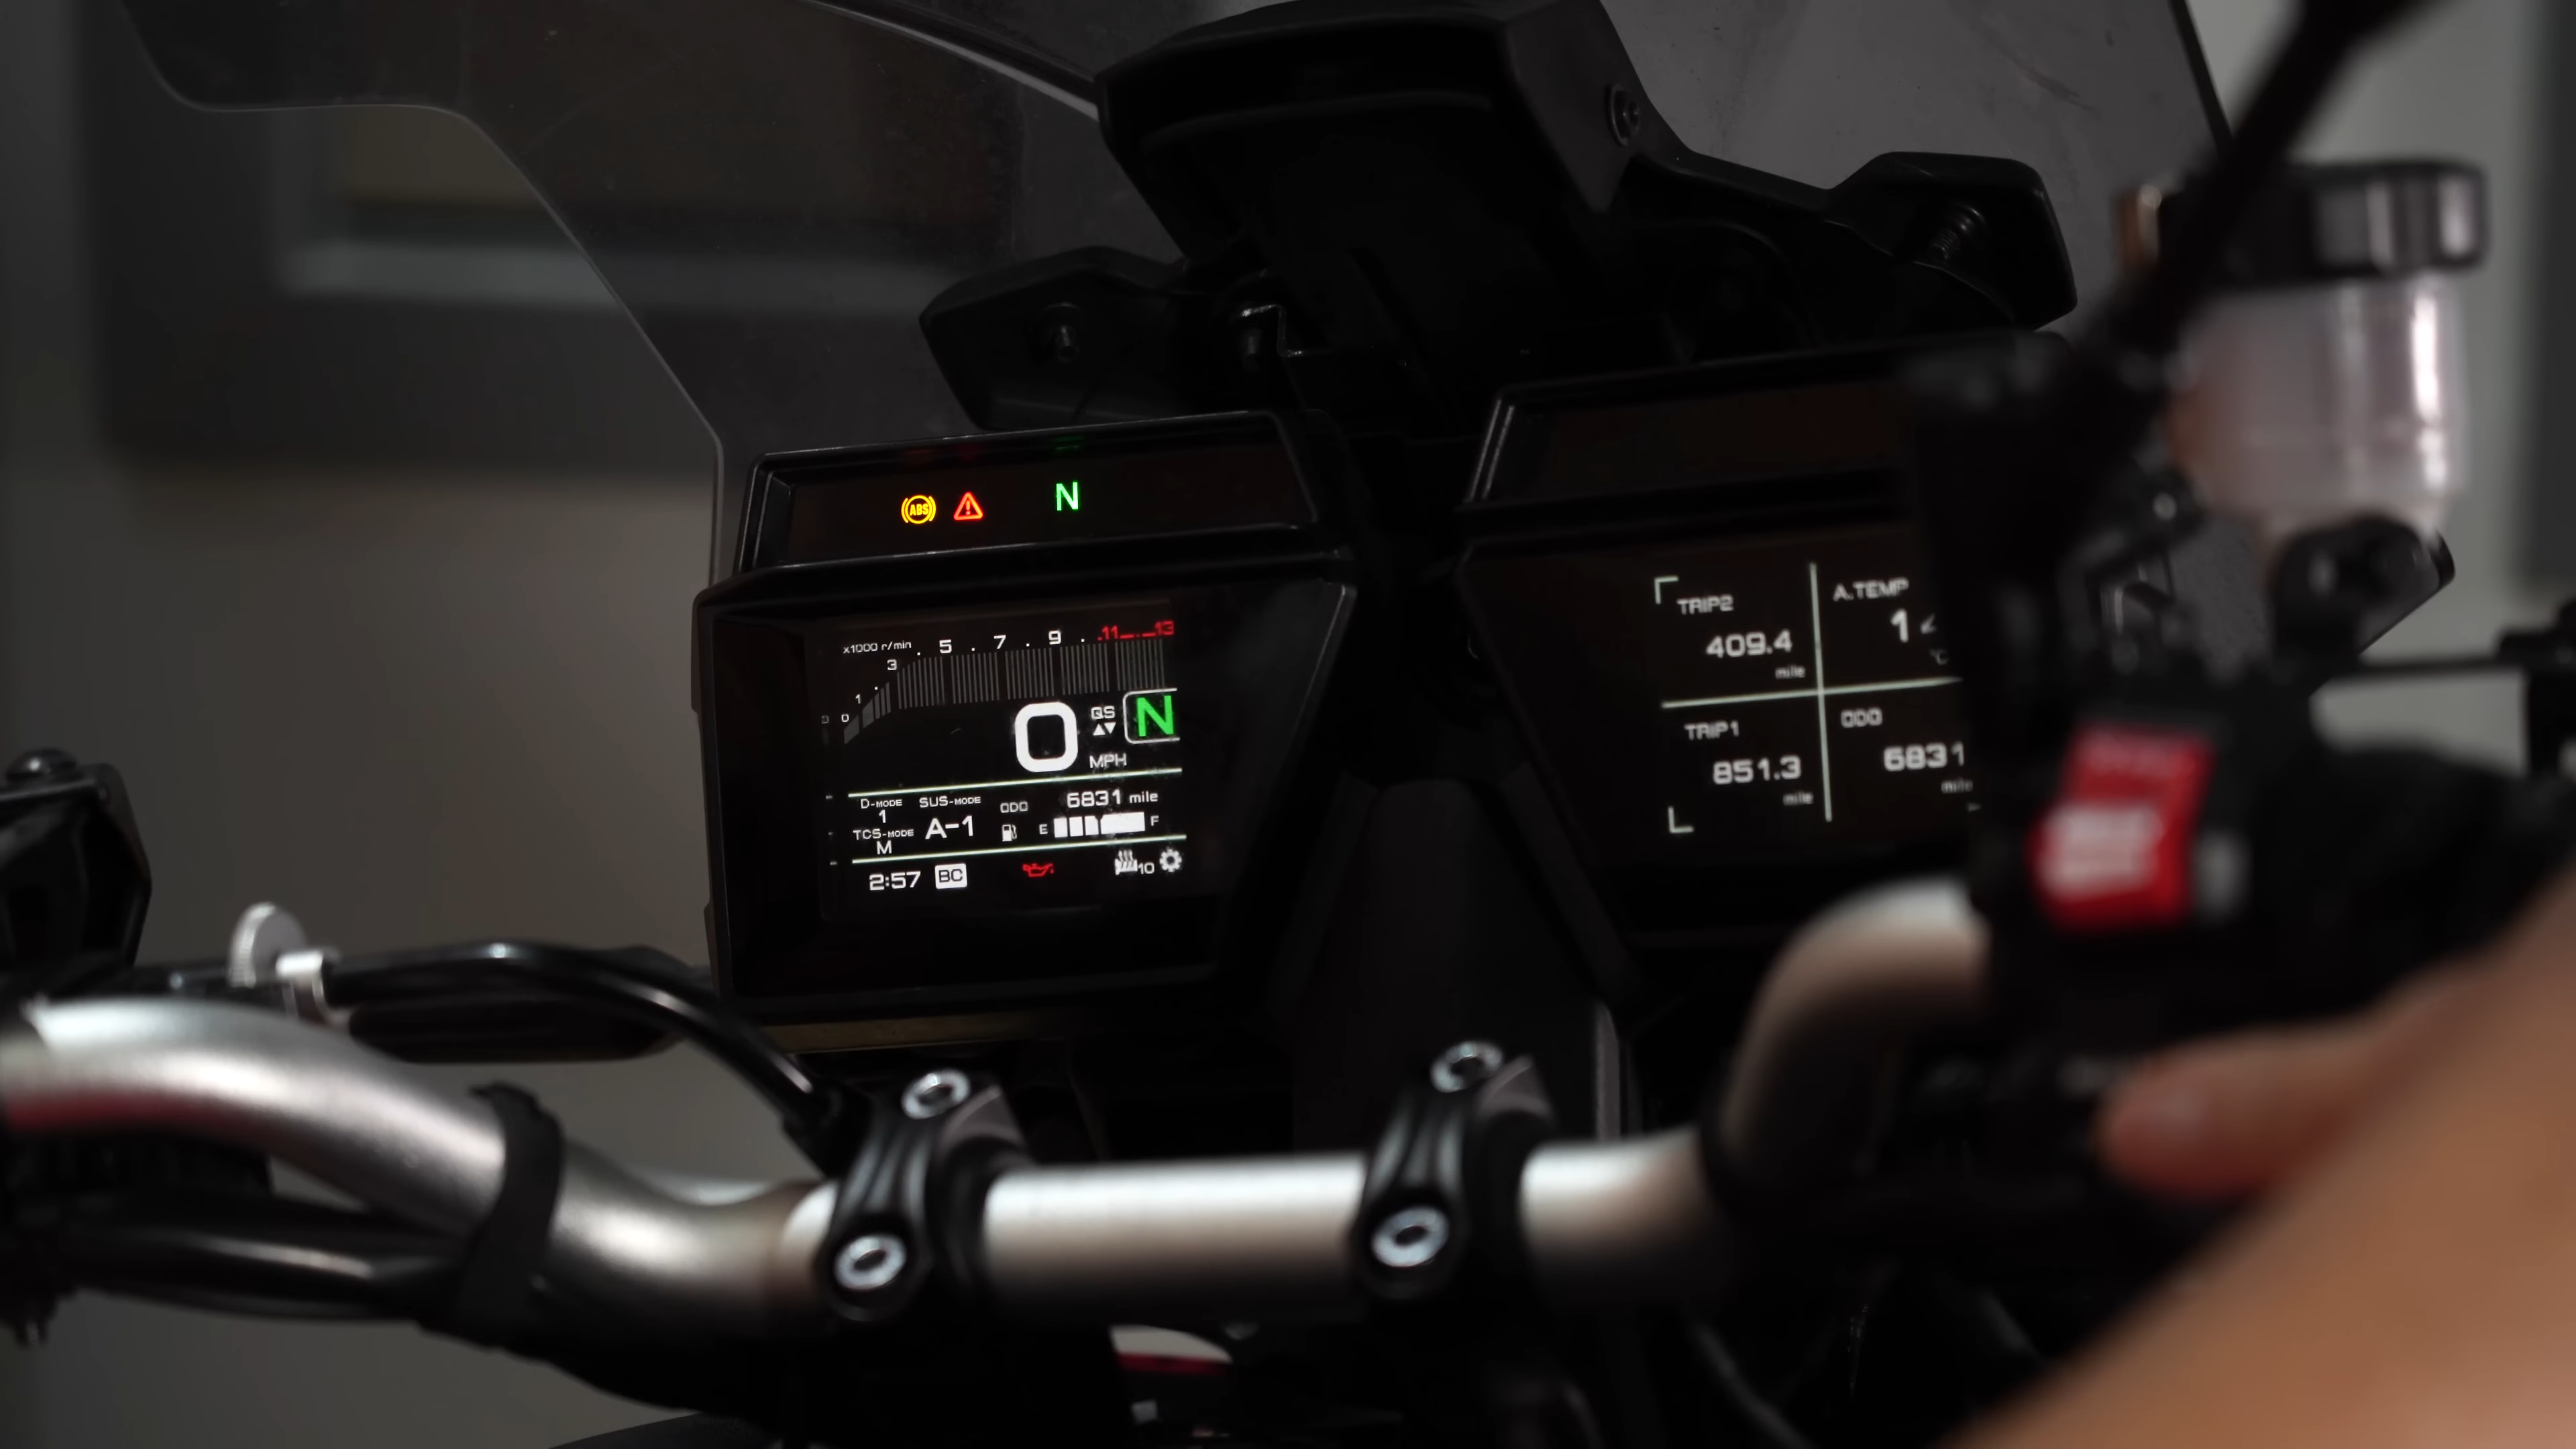 ABS
N
x1000 r/min
0 1 3 5 7 9 11 13
0
QS
N
MPH
D-MODE
1
SUS-MODE
A-1
ODO 6831 mile
TCS-MODE
M
E F
2:57 BC
10
TRIP2
409.4
mile
A.TEMP
°C
TRIP1
851.3
mile
ODO
6831
mile